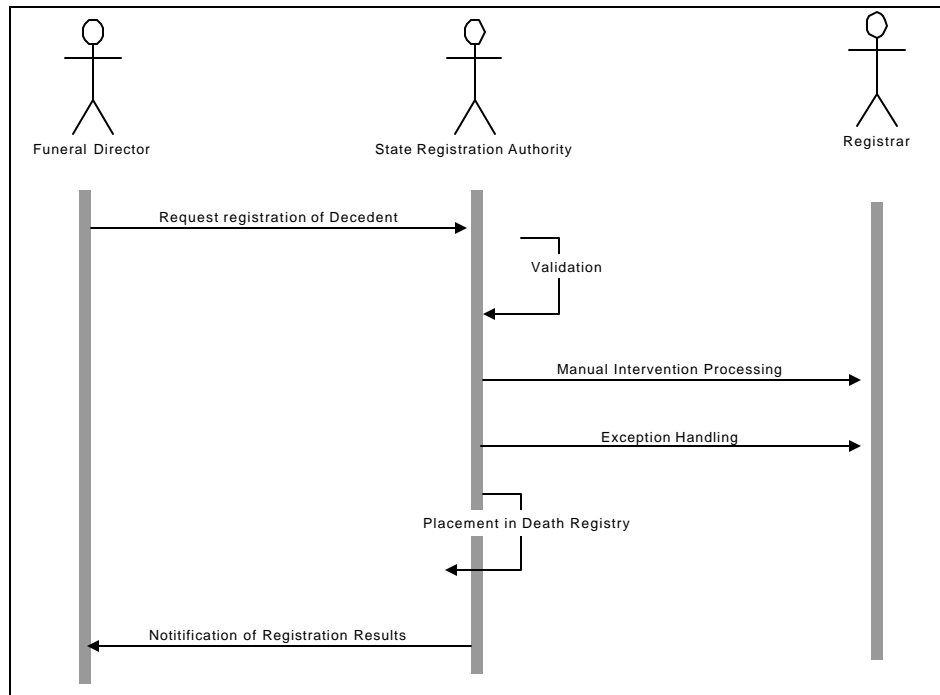 Funeral Director
State Registration Authority
Registrar
Request registration of Decedent
Validation
Manual Intervention Processing
Exception Handling
Placement in Death Registry
Notitification of Registration Results